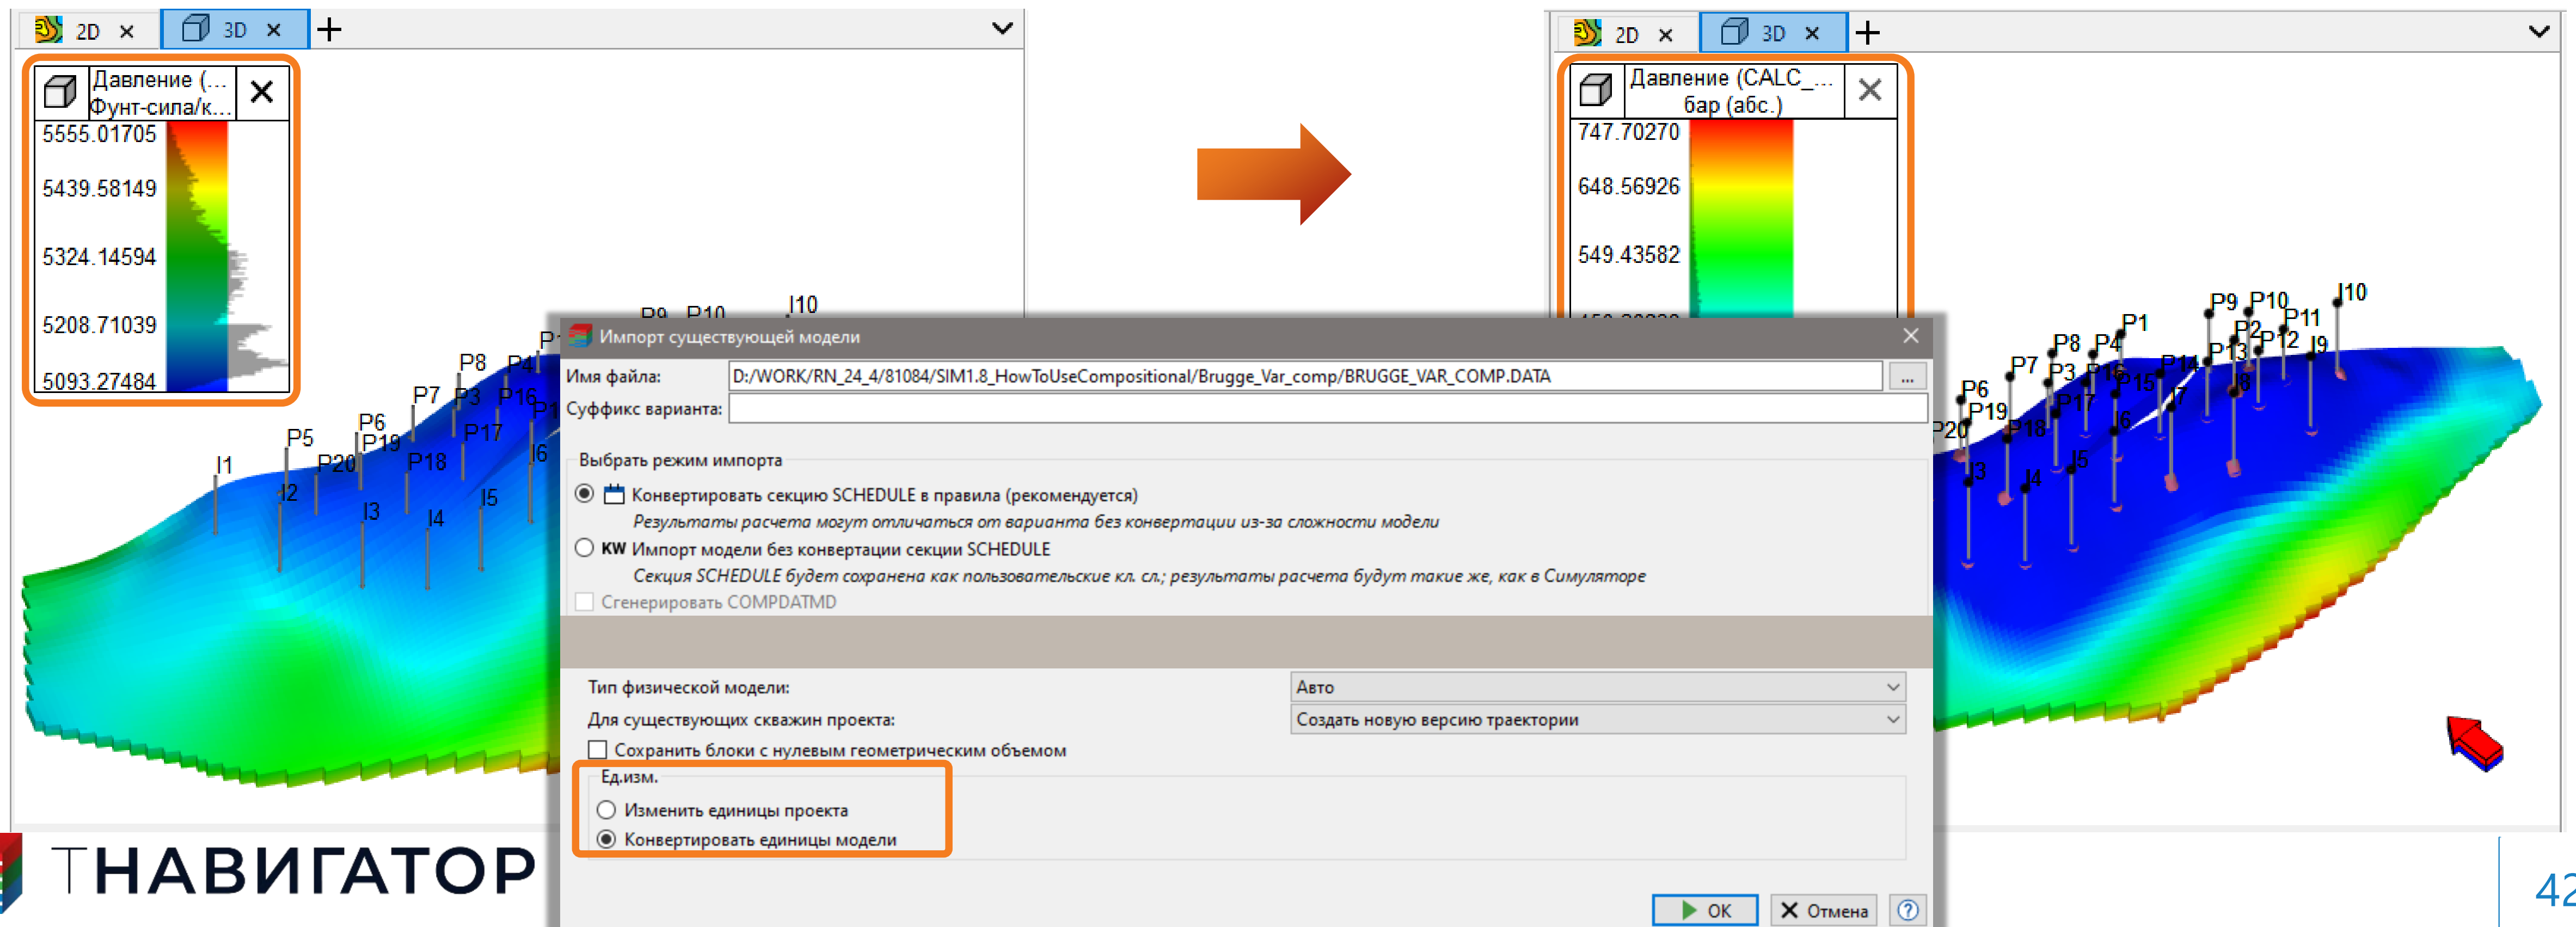 2D
3D
Давление (...
Фунт-сила/к...
5555.01705
5439.58149
5324.14594
5208.71039
5093.27484
I1
P5
I2
P20
P6
P19
I3
P7
P18
I4
P8
P3
P17
I5
P4
P16
I6
P9
P10
I10
2D
3D
Давление (CALC_...
бар (абс.)
747.70270
648.56926
549.43582
P20
P6
P19
I3
P7
P18
I4
P8
P3
P17
I5
P4
P16
P1
P15
I6
P14
I7
P9
P13
I8
P10
P2
P12
P11
I9
I10
Импорт существующей модели
Имя файла:
D:/WORK/RN_24_4/81084/SIM1.8_HowToUseCompositional/Brugge_Var_comp/BRUGGE_VAR_COMP.DATA
...
Суффикс варианта:
Выбрать режим импорта
Конвертировать секцию SCHEDULE в правила (рекомендуется)
Результаты расчета могут отличаться от варианта без конвертации из-за сложности модели
KW Импорт модели без конвертации секции SCHEDULE
Секция SCHEDULE будет сохранена как пользовательские кл. сл.; результаты расчета будут такие же, как в Симуляторе
Сгенерировать COMPDATMD
Тип физической модели:
Авто
Для существующих скважин проекта:
Создать новую версию траектории
Сохранить блоки с нулевым геометрическим объемом
Ед.изм.
Изменить единицы проекта
Конвертировать единицы модели
OK
Отмена
?
ТНАВИГАТОР
42